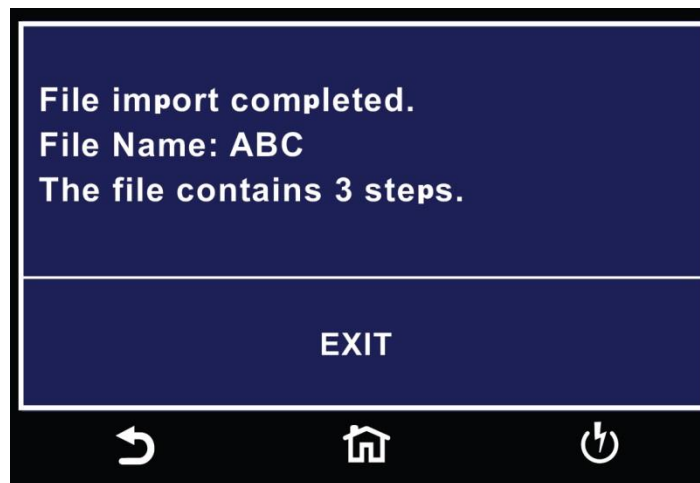 File import completed.
File Name: ABC
The file contains 3 steps.
EXIT